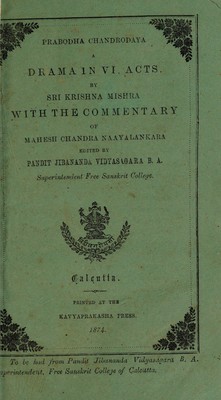 PRABODHA CHANDRODAYA
A
DRAMA IN VI. ACTS.
BY
SRI KRISHNA MISHRA
WITH THE COMMENTARY
OF
MAHESH CHANDRA NAAYALANKARA
EDITED BY
PANDIT JIBANANDA VIDYASAGARA B. A.
Superintendent Free Sanskrit College.
Calcutta.
PRINTED AT THE
KAVYAPRAKASHA PRESS.
1874.
To be had from Pandit Jibananda Vidyasagara B. A.
Superintendent, Free Sanskrit College of Calcutta.